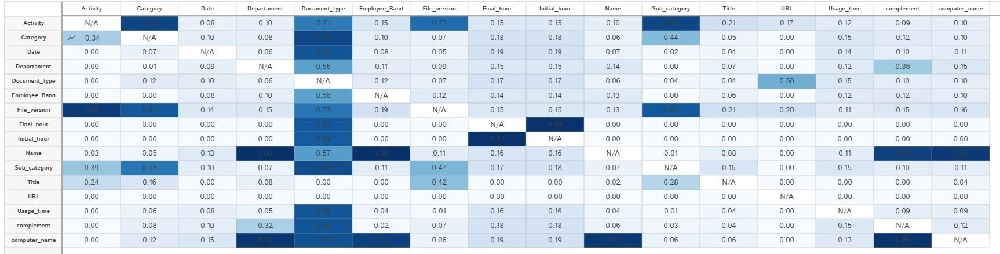 Activity Category Date Departament Document_type Employee_Band File_version Final_hour Initial_hour Name Sub_category Title URL Usage_time complement computer_name
Activity N/A 0.08 0.10 0.71 0.15 0.77 0.15 0.15 0.10 0.21 0.17 0.12 0.09 0.10
Category 0.34 N/A 0.10 0.08 0.10 0.07 0.18 0.18 0.06 0.44 0.05 0.00 0.15 0.12 0.10
Date 0.00 0.07 N/A 0.06 0.08 0.05 0.19 0.19 0.07 0.02 0.04 0.00 0.14 0.10 0.11
Departament 0.00 0.01 0.09 N/A 0.56 0.11 0.09 0.15 0.15 0.14 0.00 0.07 0.00 0.12 0.36 0.15
Document_type 0.00 0.12 0.10 0.06 N/A 0.12 0.07 0.17 0.17 0.06 0.04 0.04 0.50 0.15 0.10 0.10
Employee_Band 0.00 0.00 0.08 0.10 0.56 N/A 0.12 0.14 0.14 0.13 0.00 0.06 0.00 0.12 0.12 0.10
File_version 0.84 0.14 0.15 0.73 0.19 N/A 0.15 0.15 0.13 0.21 0.20 0.11 0.15 0.16
Final_hour 0.00 0.00 0.00 0.00 0.85 0.00 0.00 N/A 0.99 0.00 0.00 0.00 0.00 0.00 0.00 0.00
Initial_hour 0.00 0.00 0.00 0.00 0.84 0.00 0.00 0.99 N/A 0.00 0.00 0.00 0.00 0.00 0.00 0.00
Name 0.03 0.05 0.13 1.00 0.57 1.00 0.11 0.16 0.16 N/A 0.01 0.08 0.00 0.11 0.98
Sub_category 0.39 0.73 0.10 0.07 0.11 0.47 0.17 0.18 0.07 N/A 0.16 0.00 0.15 0.10 0.11
Title 0.24 0.16 0.00 0.08 0.00 0.00 0.42 0.00 0.00 0.02 0.28 N/A 0.00 0.00 0.00 0.04
URL 0.00 0.00 0.00 0.00 0.00 0.00 0.00 0.00 0.00 0.00 0.00 0.00 N/A 0.00 0.00 0.00
Usage_time 0.00 0.06 0.08 0.05 0.04 0.01 0.16 0.16 0.04 0.01 0.04 0.00 N/A 0.09 0.09
complement 0.00 0.08 0.10 0.32 0.02 0.07 0.18 0.18 0.06 0.03 0.04 0.00 0.15 N/A 0.12
computer_name 0.00 0.12 0.15 0.98 0.94 0.06 0.19 0.19 0.97 0.06 0.06 0.00 0.13 0.99 N/A